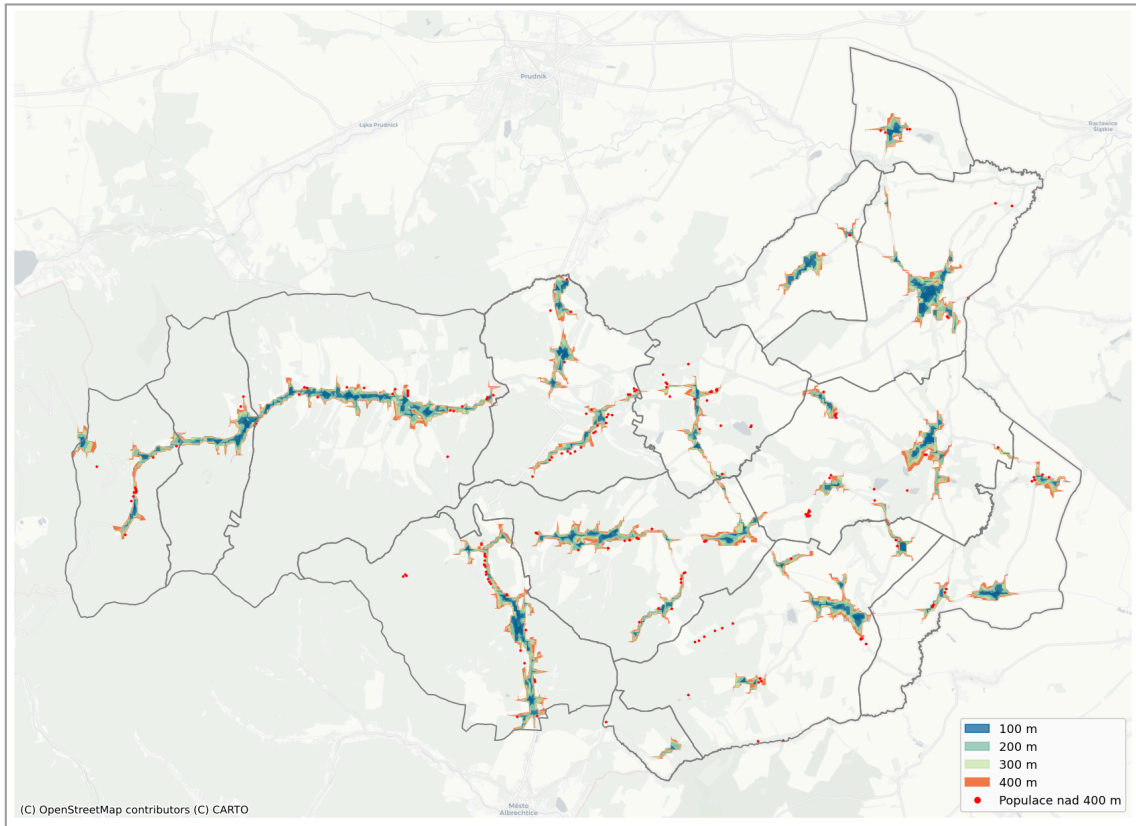 Prudnik
Łąka Prudnicka
Racławice
Śląskie
100 m
200 m
300 m
400 m
Populace nad 400 m
Město
Albrechtice
(C) OpenStreetMap contributors (C) CARTO